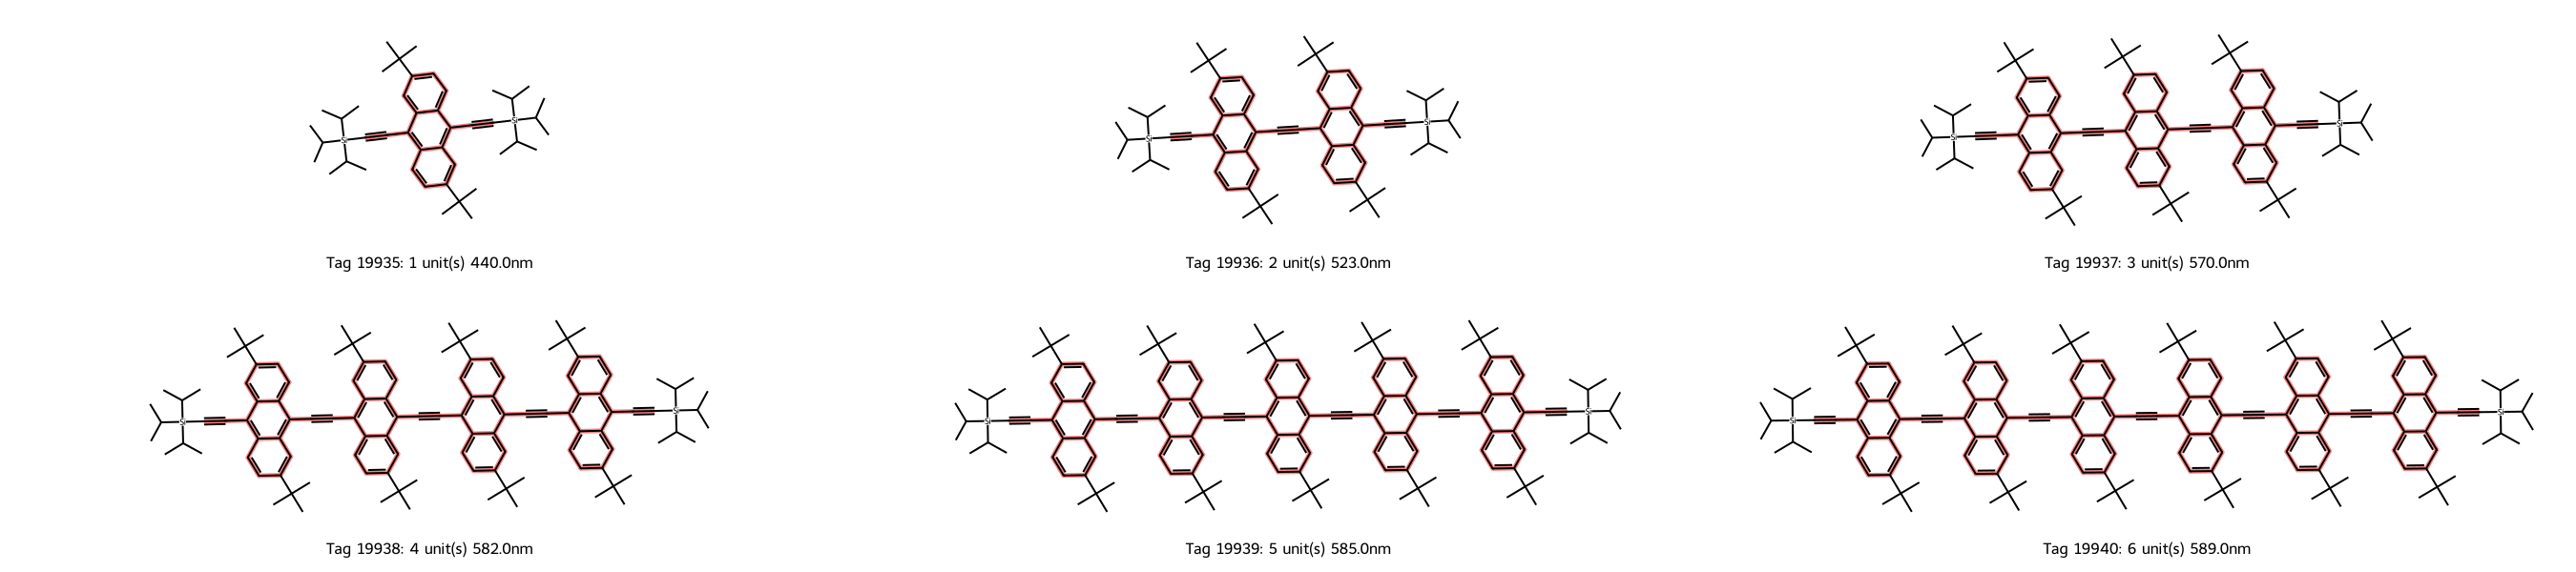 Si Si Si Si Si Si
Tag 19935: 1 unit(s) 440.0nm Tag 19936: 2 unit(s) 523.0nm Tag 19937: 3 unit(s) 570.0nm
Si Si Si Si Si Si
Tag 19938: 4 unit(s) 582.0nm Tag 19939: 5 unit(s) 585.0nm Tag 19940: 6 unit(s) 589.0nm